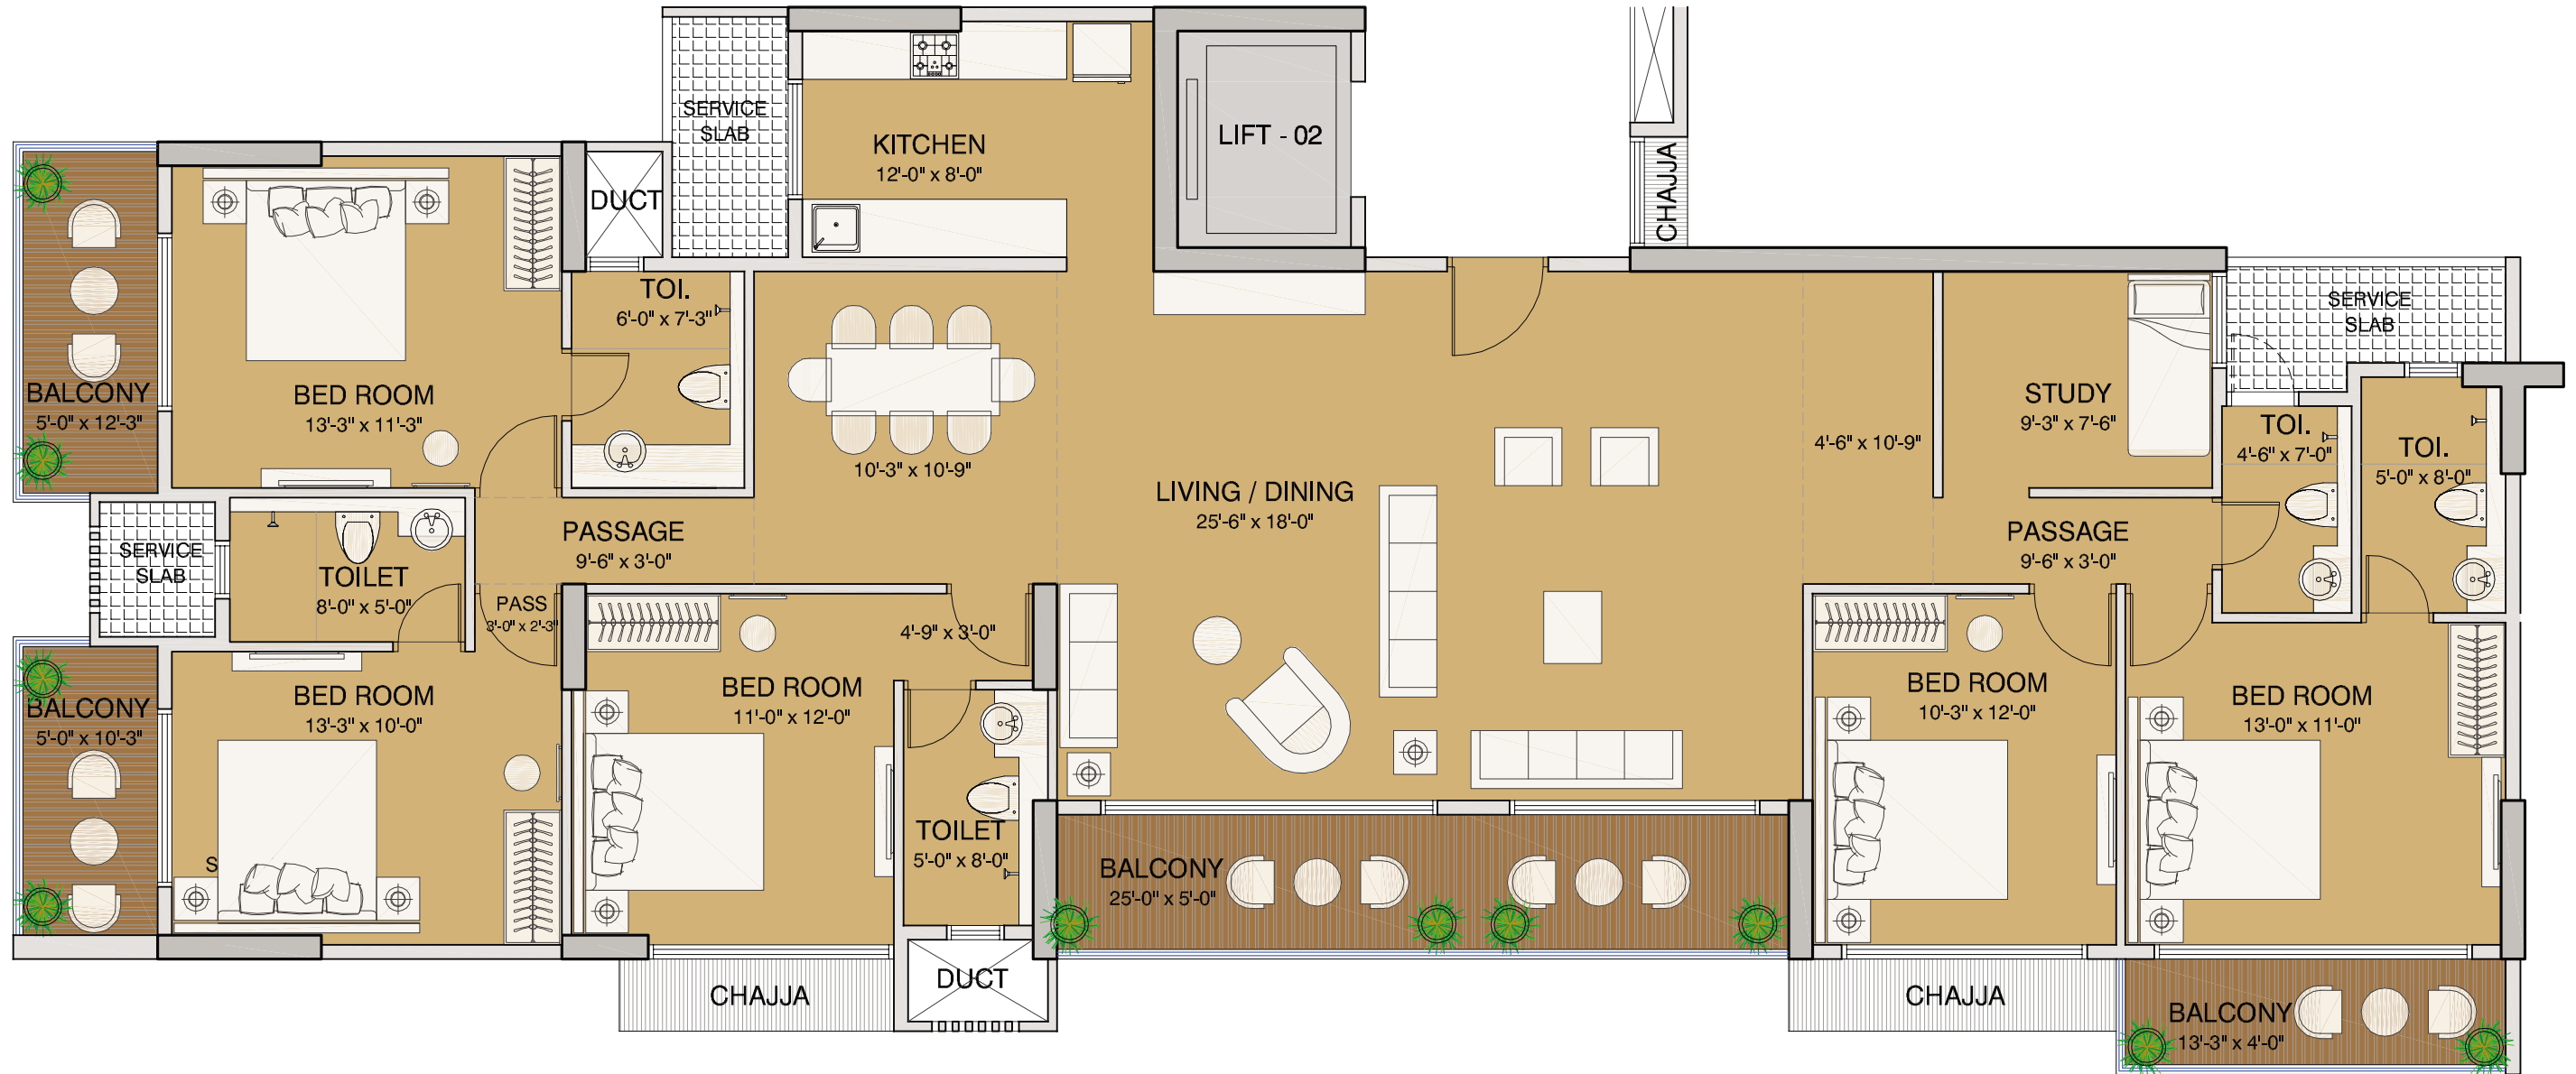 SERVICE
SLAB
KITCHEN
12'-0" x 8'-0"
LIFT - 02
CHAJJA
DUCT
TOI.
6'-0" x 7'-3"
BALCONY
5'-0" x 12'-3"
BED ROOM
13'-3" x 11'-3"
10'-3" x 10'-9"
LIVING / DINING
25'-6" x 18'-0"
4'-6" x 10'-9"
STUDY
9'-3" x 7'-6"
SERVICE
SLAB
TOI.
4'-6" x 7'-0"
TOI.
5'-0" x 8'-0"
SERVICE
SLAB
TOILET
8'-0" x 5'-0"
PASSAGE
9'-6" x 3'-0"
PASS
3'-0" x 2'-3"
4'-9" x 3'-0"
PASSAGE
9'-6" x 3'-0"
BALCONY
5'-0" x 10'-3"
BED ROOM
13'-3" x 10'-0"
S
BED ROOM
11'-0" x 12'-0"
TOILET
5'-0" x 8'-0"
BALCONY
25'-0" x 5'-0"
BED ROOM
10'-3" x 12'-0"
BED ROOM
13'-0" x 11'-0"
CHAJJA
DUCT
CHAJJA
BALCONY
13'-3" x 4'-0"